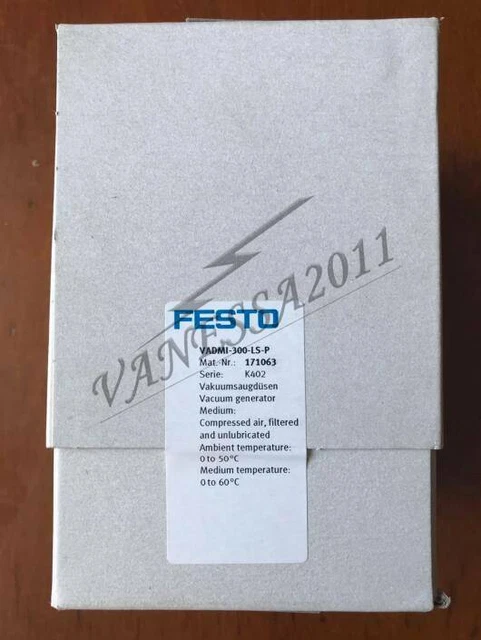 VANESSA2011
FESTO
VADMI-300-LS-P
Mat.-Nr.: 171063
Serie: K402
Vakuumsaugdüsen
Vacuum generator
Medium:
Compressed air, filtered
and unlubricated
Ambient temperature:
0 to 50°C
Medium temperature:
0 to 60°C